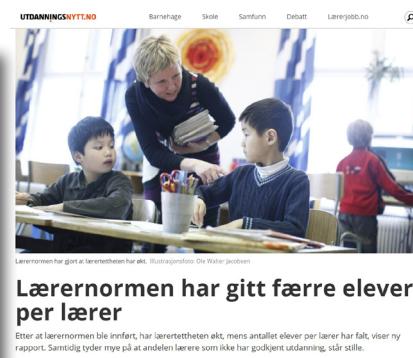 UTDANNINGSNYTT.NO Barnehage Skole Samfunn Debatt Lærerjobb.no
Lærernormen har gjort at lærertettheten har økt. Illustrasjonsfoto: Ole Walter Jacobsen
Lærernormen har gitt færre elever
per lærer
Etter at lærernormen ble innført, har lærertettheten økt, mens antallet elever per lærer har falt, viser ny
rapport. Samtidig tyder mye på at andelen lærere som ikke har godkjent utdanning, står stille.